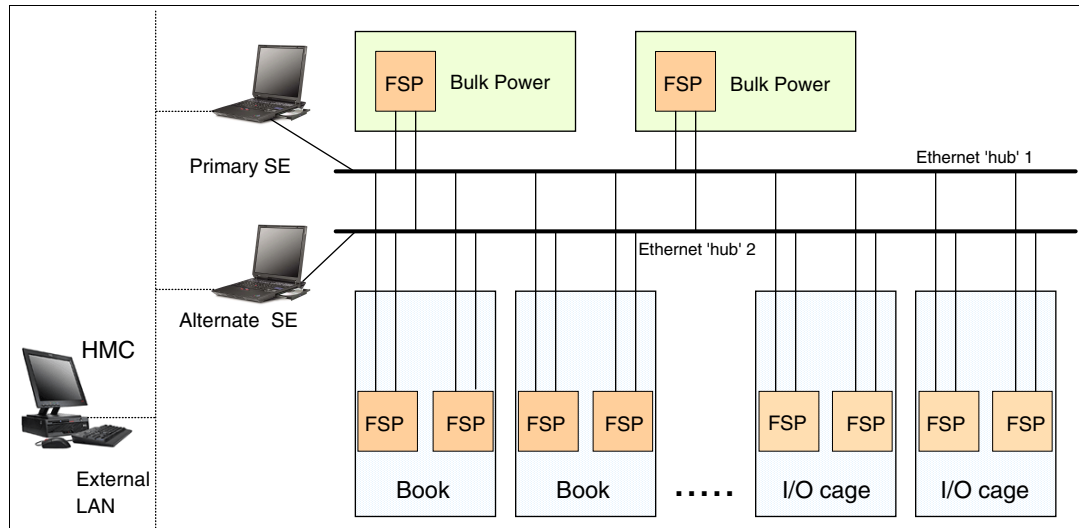 FSP
Bulk Power
FSP
Bulk Power
Primary SE
Ethernet 'hub' 1
Ethernet 'hub' 2
Alternate SE
HMC
FSP
FSP
FSP
FSP
FSP
FSP
FSP
FSP
External
LAN
Book
Book
.....
I/O cage
I/O cage